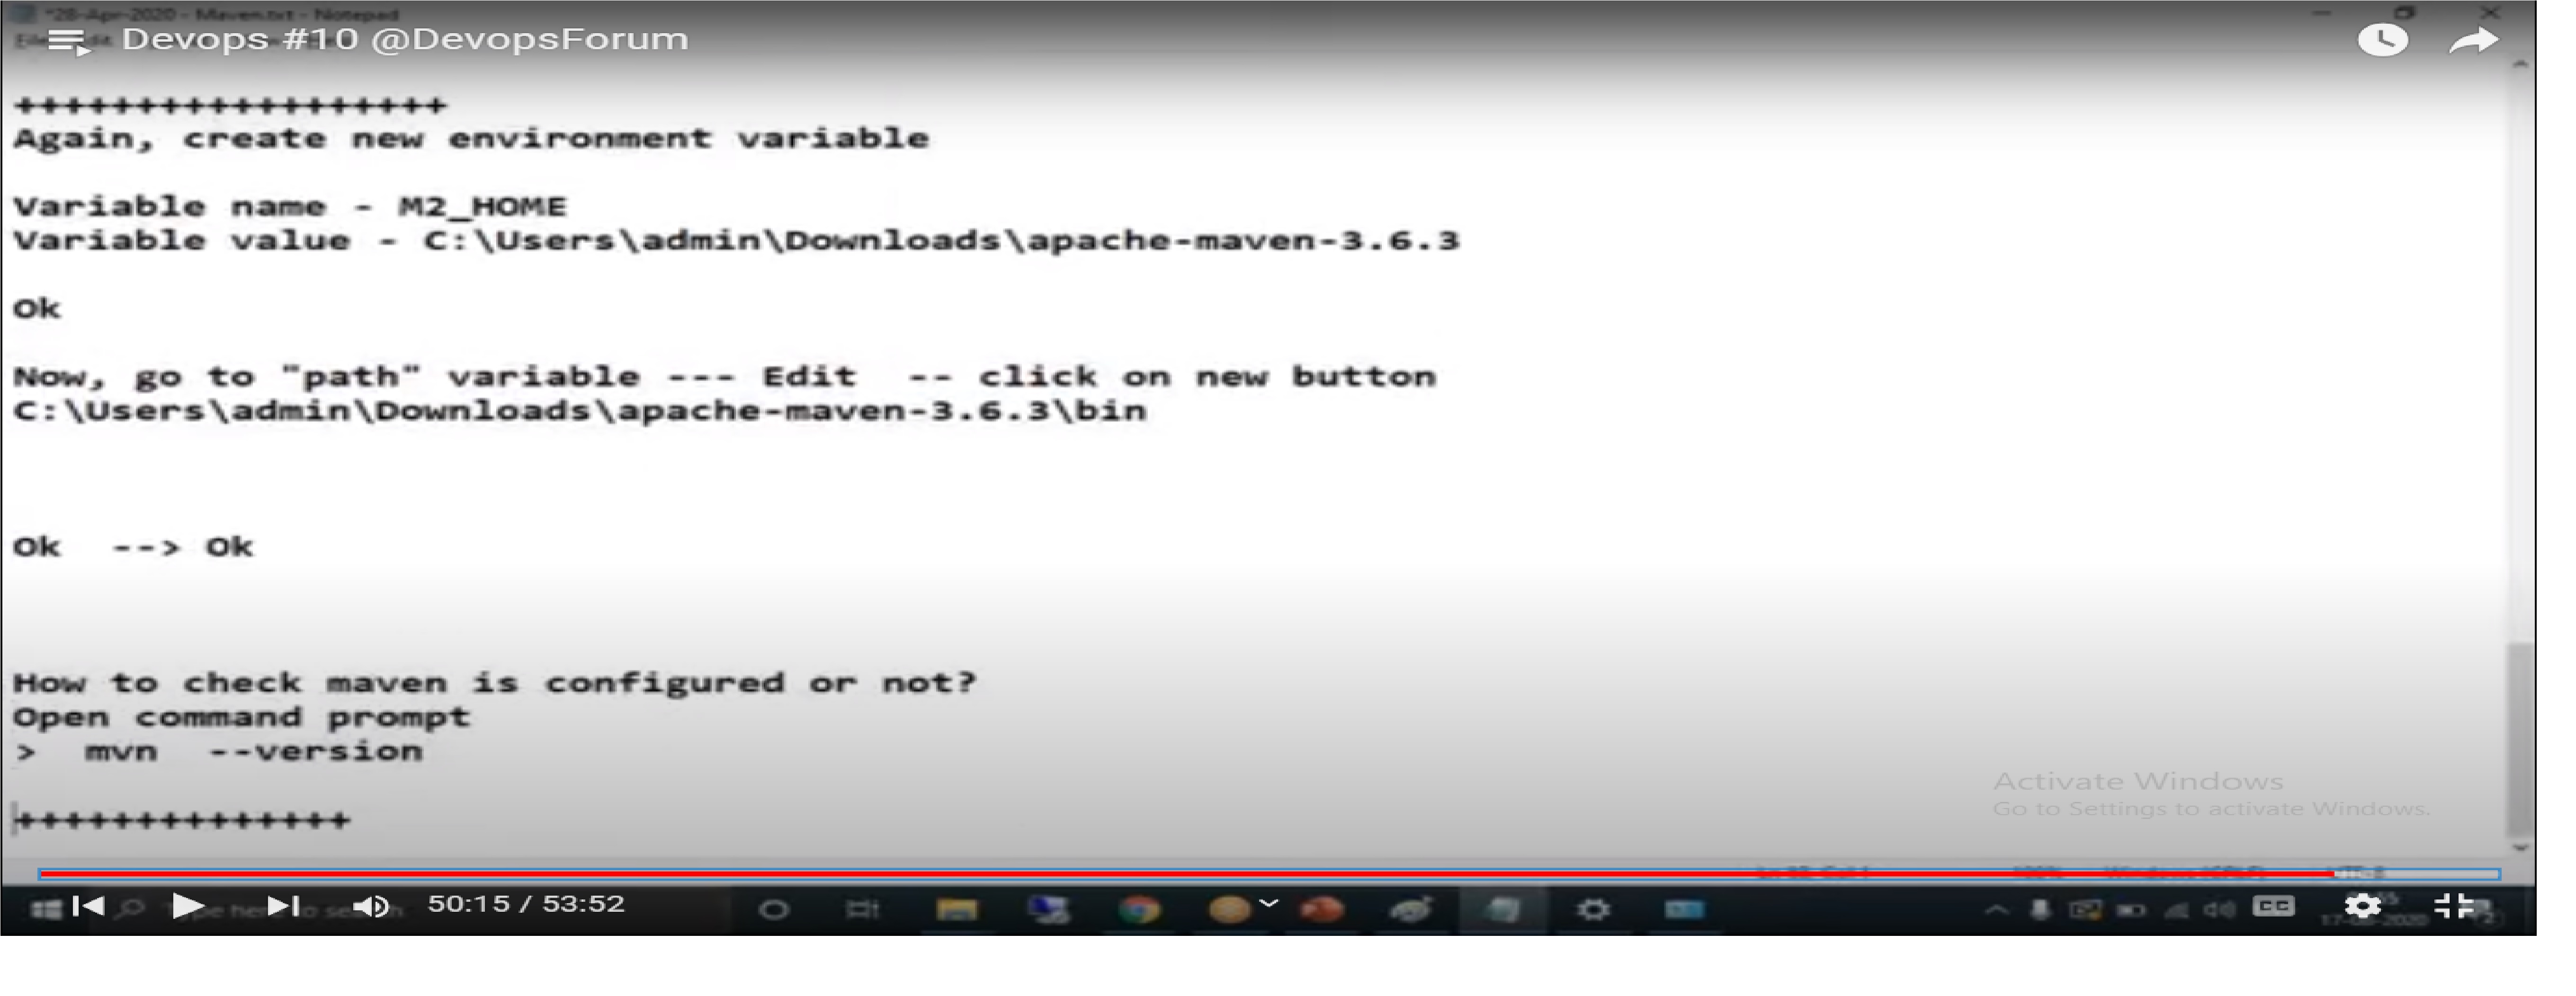 *28-Apr-2020 - Maven.txt - Notepad
Devops #10 @DevopsForum
++++++++++++++++++
Again, create new environment variable
Variable name - M2_HOME
Variable value - C:\Users\admin\Downloads\apache-maven-3.6.3
Ok
Now, go to "path" variable --- Edit  -- click on new button
C:\Users\admin\Downloads\apache-maven-3.6.3\bin
Ok  --> Ok
How to check maven is configured or not?
Open command prompt
>  mvn  --version
Activate Windows
Go to Settings to activate Windows.
++++++++++++++
50:15 / 53:52
CC